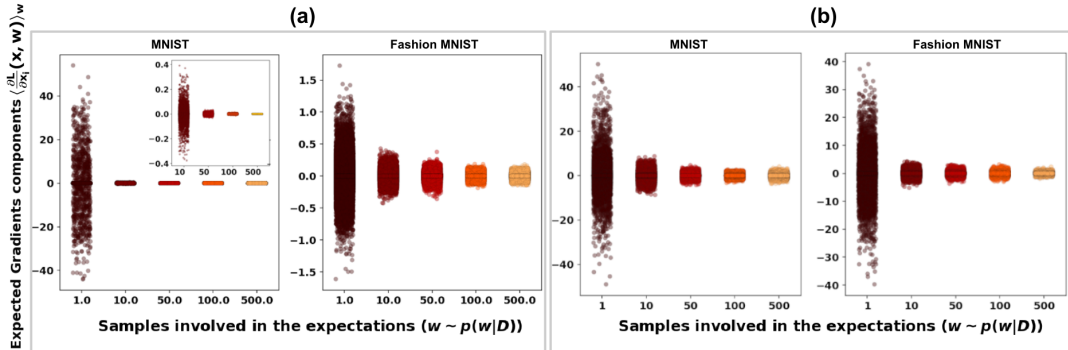 (a)
(b)
Expected Gradients components ⟨∂L/∂x_i (x, w)⟩_w
MNIST
40
20
0
−20
−40
1.0 10.0 50.0 100.0 500.0
0.4
0.2
0.0
−0.2
−0.4
10 50 100 500
Fashion MNIST
1.5
1.0
0.5
0.0
−0.5
−1.0
−1.5
1.0 10.0 50.0 100.0 500.0
Samples involved in the expectations (w ~ p(w|D))
MNIST
40
20
0
−20
−40
1 10 50 100 500
Fashion MNIST
40
30
20
10
0
−10
−20
−30
−40
1 10 50 100 500
Samples involved in the expectations (w ~ p(w|D))